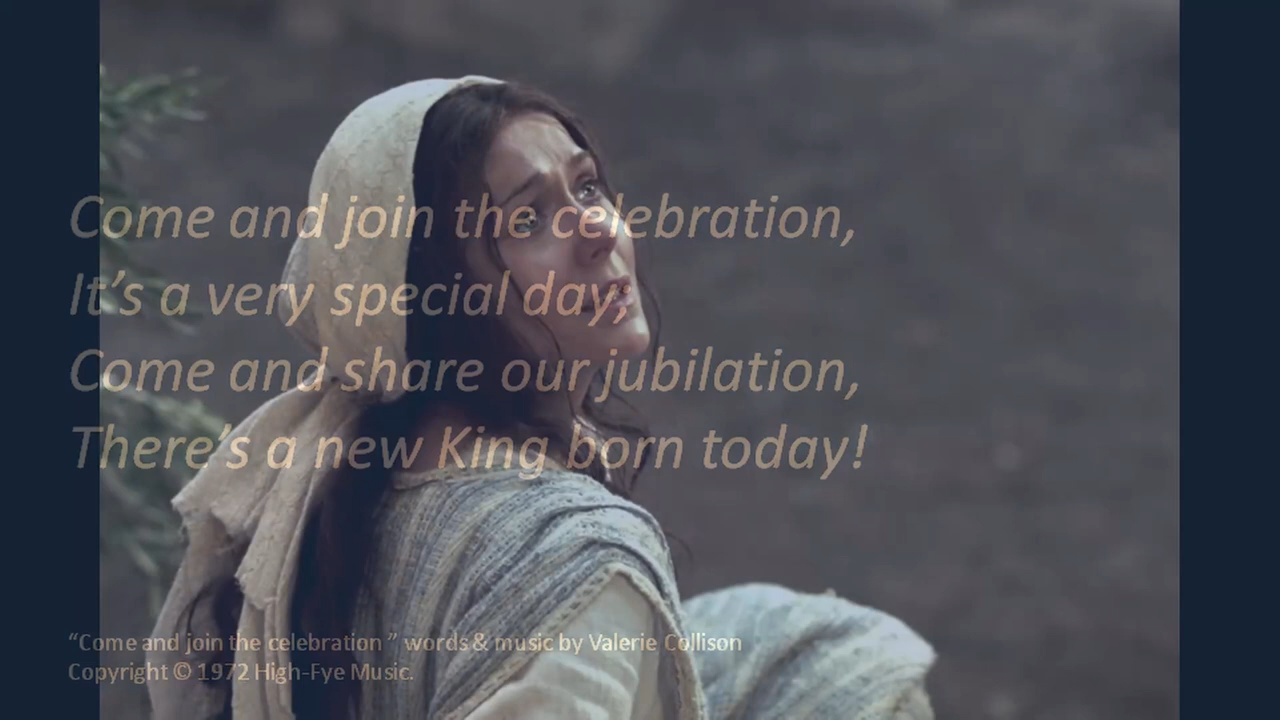 Come and join the celebration,
It’s a very special day;
Come and share our jubilation,
There’s a new King born today!
“Come and join the celebration ” words & music by Valerie Collison
Copyright © 1972 High-Fye Music.